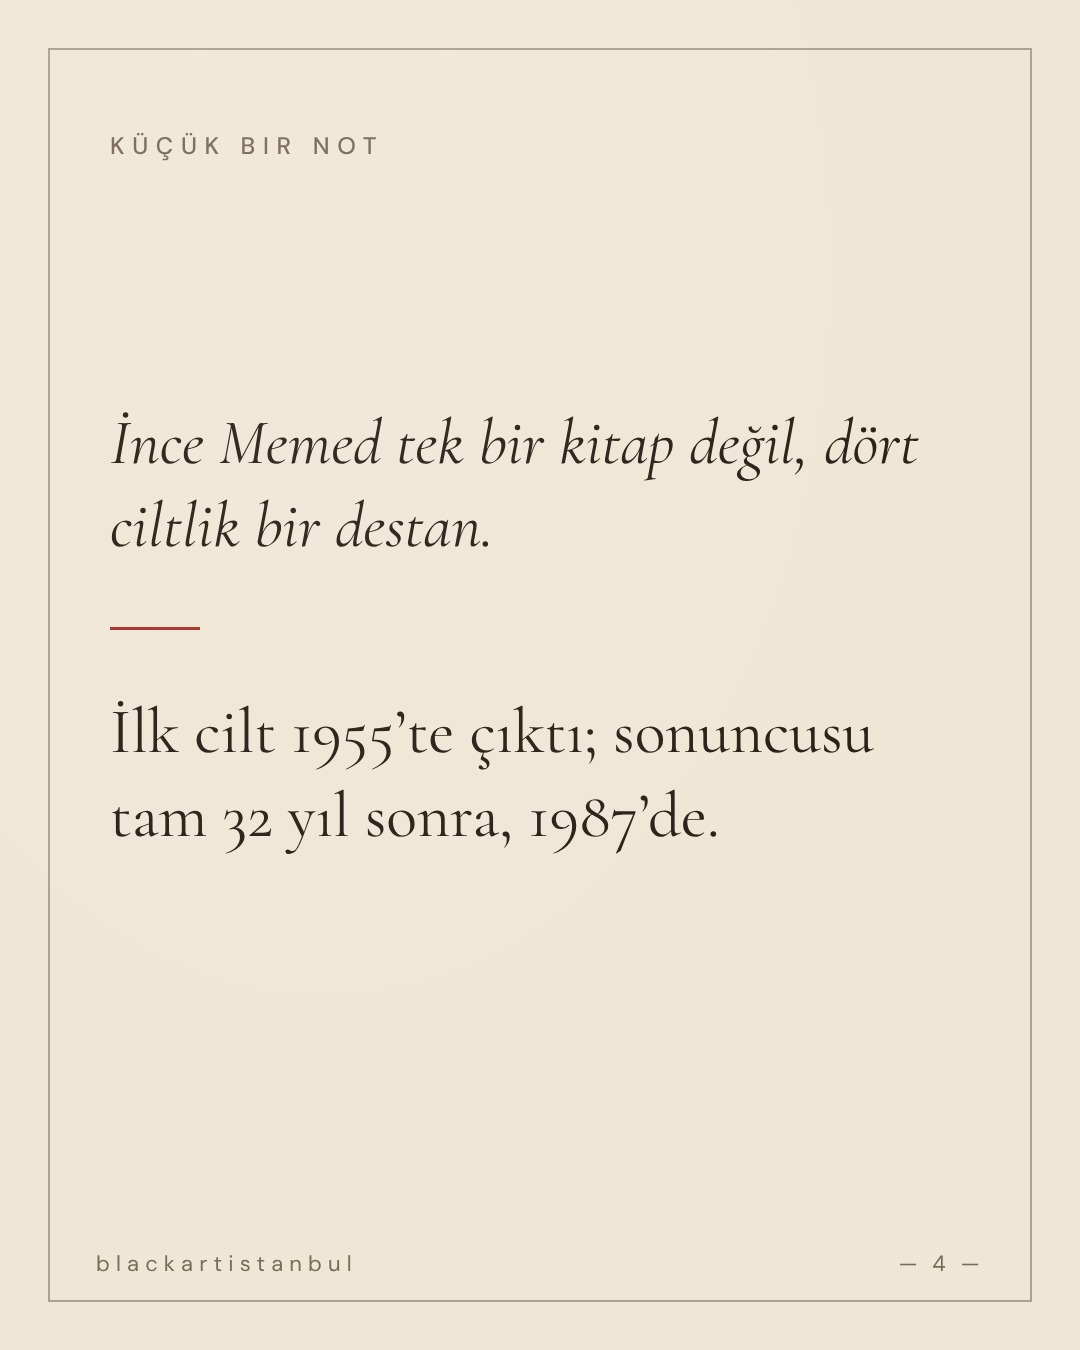 KÜÇÜK BIR NOT
İnce Memed tek bir kitap değil, dört
ciltlik bir destan.
İlk cilt 1955’te çıktı; sonuncusu
tam 32 yıl sonra, 1987’de.
blackartistanbul
— 4 —